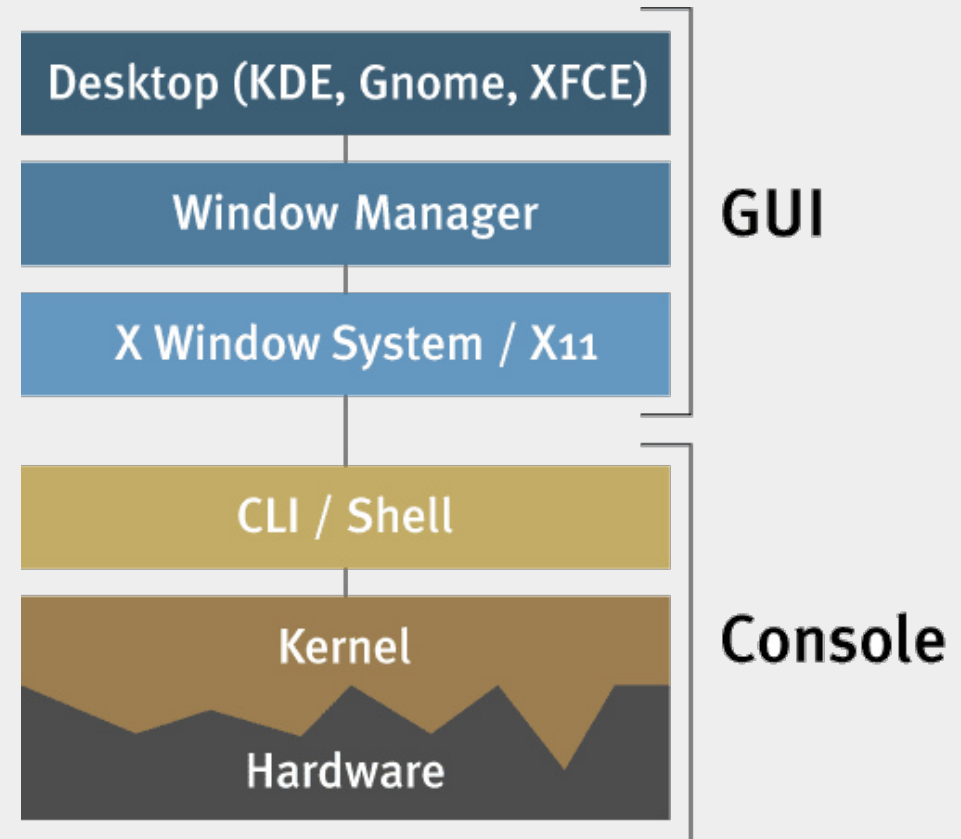 Desktop (KDE, Gnome, XFCE)
Window Manager
GUI
X Window System / X11
CLI / Shell
Kernel
Console
Hardware